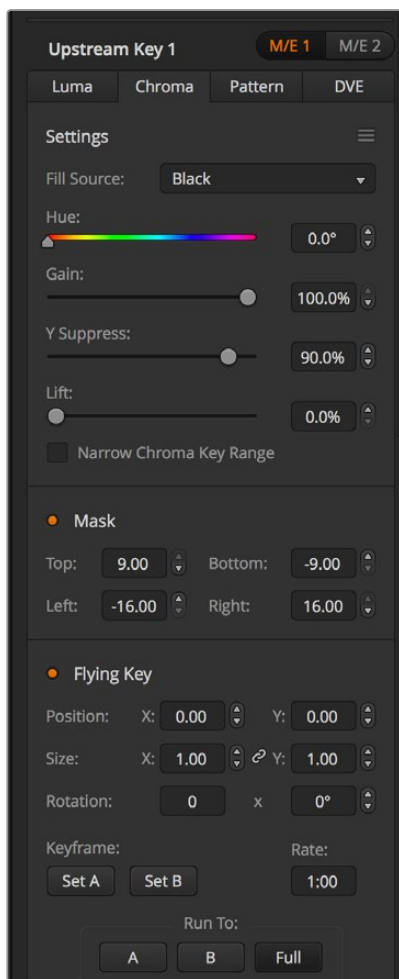 Upstream Key 1 M/E 1 M/E 2
Luma Chroma Pattern DVE
Settings
Fill Source: Black
Hue:
0.0°
Gain:
100.0%
Y Suppress:
90.0%
Lift:
0.0%
Narrow Chroma Key Range
Mask
Top: 9.00 Bottom: -9.00
Left: -16.00 Right: 16.00
Flying Key
Position: X: 0.00 Y: 0.00
Size: X: 1.00 Y: 1.00
Rotation: 0 x 0°
Keyframe: Rate:
Set A Set B 1:00
Run To:
A B Full